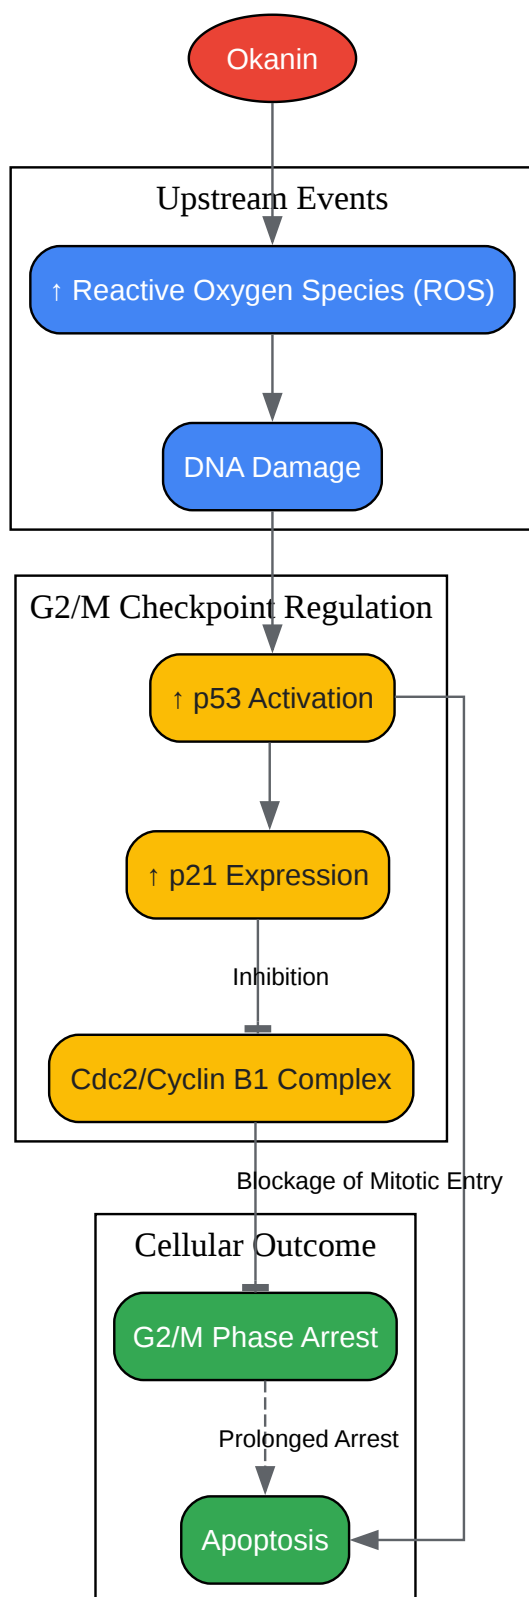 Okanin
Upstream Events
↑ Reactive Oxygen Species (ROS)
DNA Damage
G2/M Checkpoint Regulation
↑ p53 Activation
↑ p21 Expression
Inhibition
Cdc2/Cyclin B1 Complex
Blockage of Mitotic Entry
Cellular Outcome
G2/M Phase Arrest
Prolonged Arrest
Apoptosis